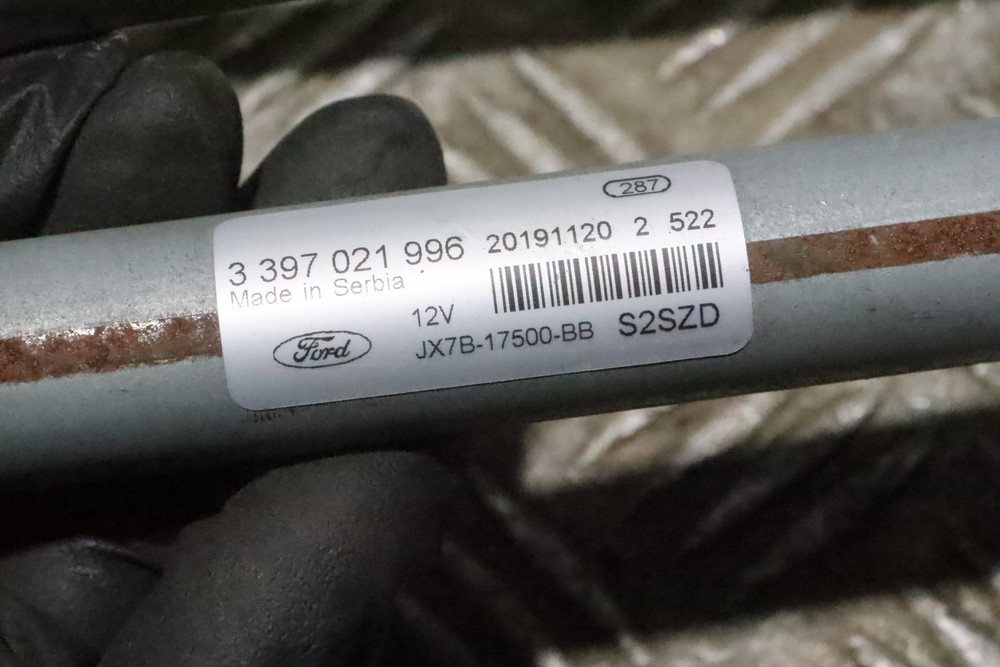 287
3 397 021 996 20191120 2 522
Made in Serbia
12V
Ford JX7B-17500-BB S2SZD